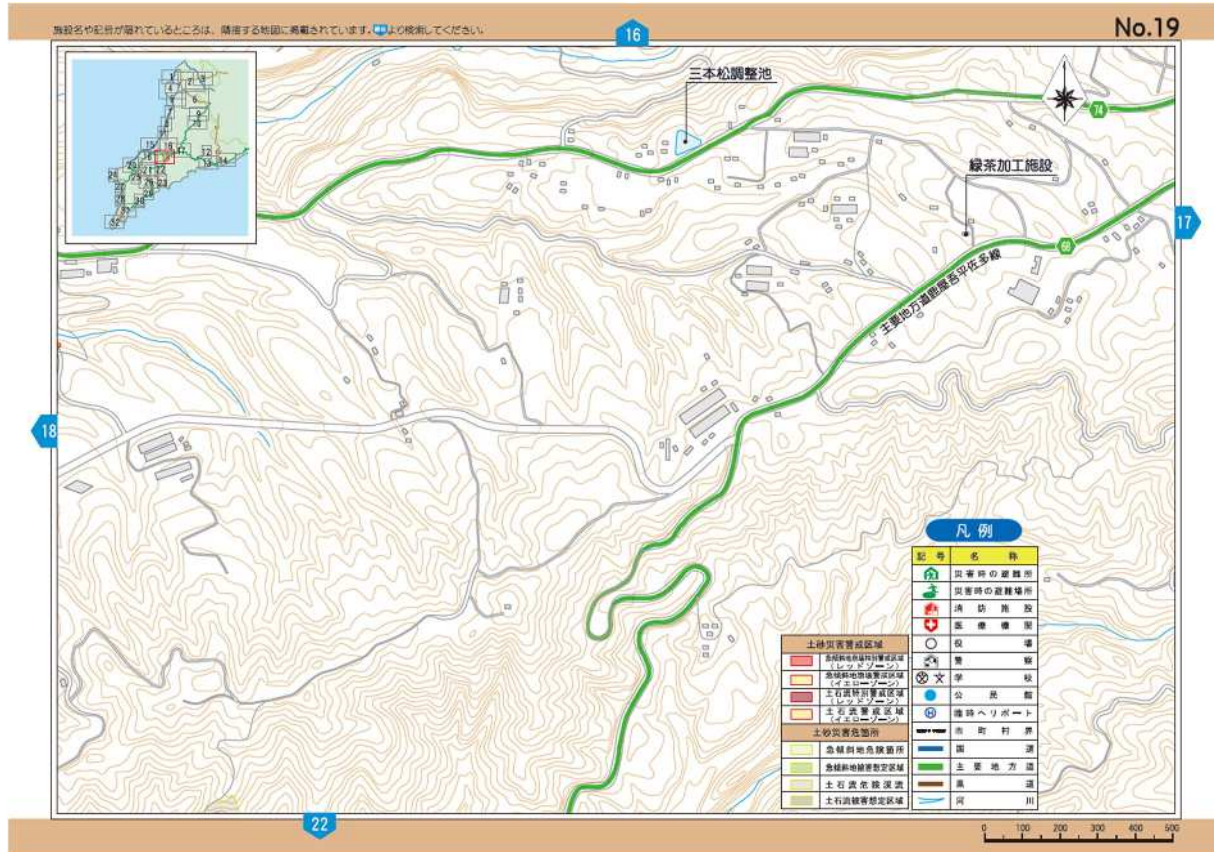 施設名や記号が隠れているところは、隣接する地図に掲載されています。
より検索してください。
16
No.19
三本松調整池
74
緑茶加工施設
17
68
主要地方道鹿屋吾平佐多線
18
22
凡例
記号 名称
災害時の避難所
災害時の避難場所
消防施設
医療機関
役場
警察
学校
公民館
臨時ヘリポート
市町村界
国道
主要地方道
県道
河川
土砂災害警戒区域
急傾斜地崩壊特別警戒区域
(レッドゾーン)
急傾斜地崩壊警戒区域
(イエローゾーン)
土石流特別警戒区域
(レッドゾーン)
土石流警戒区域
(イエローゾーン)
土砂災害危箇所
急傾斜地危険箇所
急傾斜地被害想定区域
土石流危険渓流
土石流被害想定区域
0 100 200 300 400 500